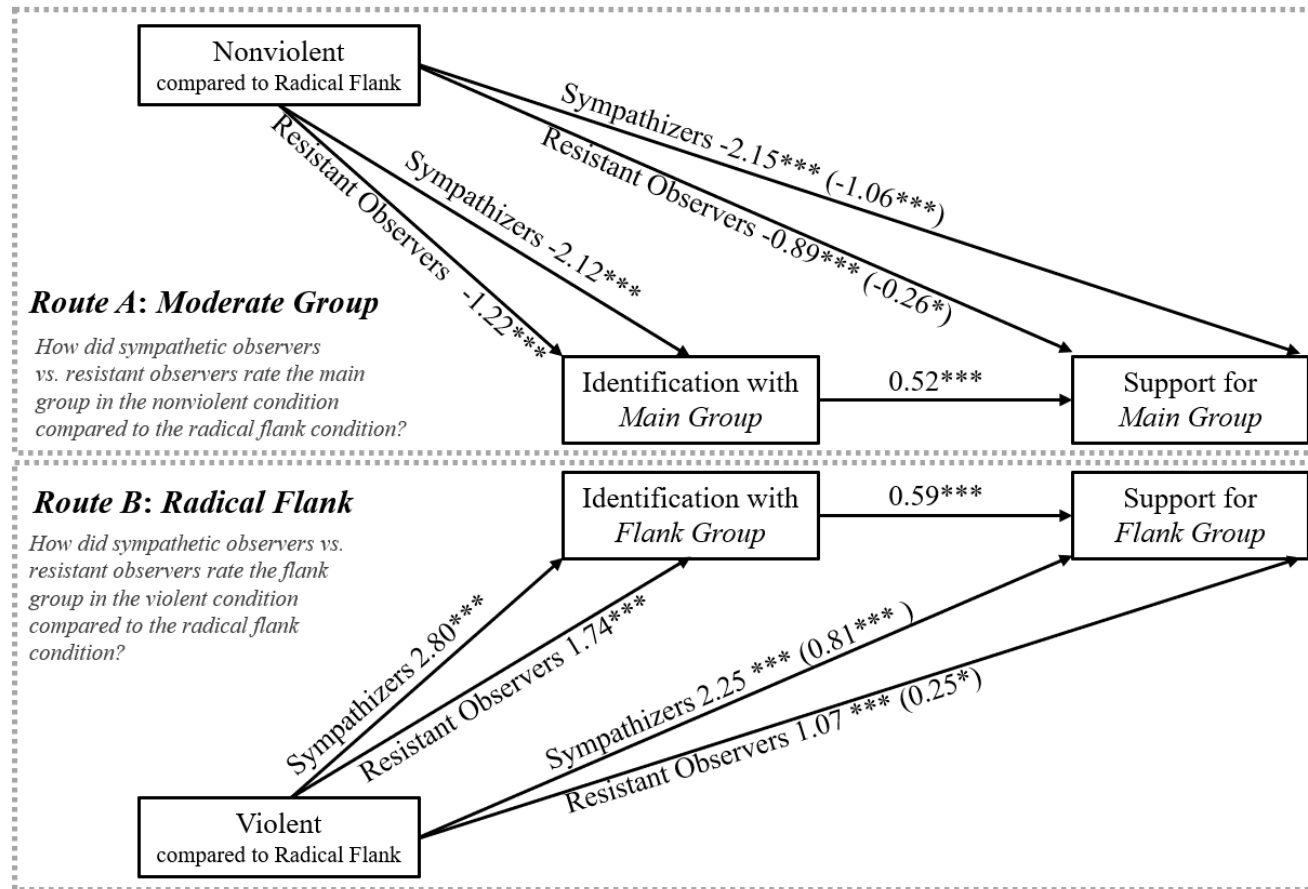 Nonviolent
compared to Radical Flank
Sympathizers -2.15*** (-1.06***)
Resistant Observers -0.89*** (-0.26*)
Sympathizers -2.12***
Resistant Observers -1.22***
Route A: Moderate Group
How did sympathetic observers
vs. resistant observers rate the main
group in the nonviolent condition
compared to the radical flank condition?
Identification with
Main Group
0.52***
Support for
Main Group
Route B: Radical Flank
How did sympathetic observers vs.
resistant observers rate the flank
group in the violent condition
compared to the radical flank
condition?
Identification with
Flank Group
0.59***
Support for
Flank Group
Sympathizers 2.80***
Resistant Observers 1.74***
Sympathizers 2.25 *** (0.81*** )
Resistant Observers 1.07 *** (0.25*)
Violent
compared to Radical Flank